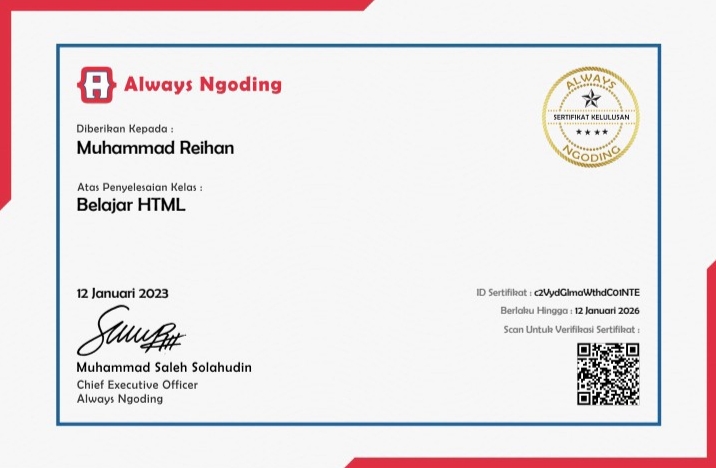 Always Ngoding
ALWAYS
SERTIFIKAT KELULUSAN
NGODING
Diberikan Kepada :
Muhammad Reihan
Atas Penyelesaian Kelas :
Belajar HTML
12 Januari 2023
Muhammad Saleh Solahudin
Chief Executive Officer
Always Ngoding
ID Sertifikat : c2VydGlmaWthdC01NTE
Berlaku Hingga : 12 Januari 2026
Scan Untuk Verifikasi Sertifikat :